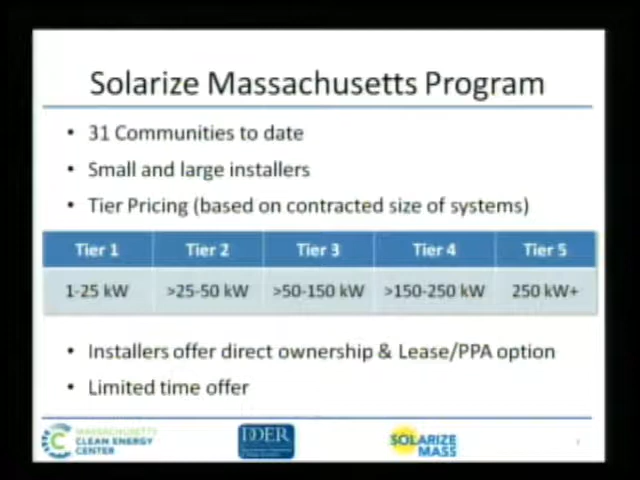 Solarize Massachusetts Program
• 31 Communities to date
• Small and large installers
• Tier Pricing (based on contracted size of systems)
Tier 1 Tier 2 Tier 3 Tier 4 Tier 5
1-25 kW >25-50 kW >50-150 kW >150-250 kW 250 kW+
• Installers offer direct ownership & Lease/PPA option
• Limited time offer
MASSACHUSETTS
CLEAN ENERGY
CENTER
DOER
SOLARIZE
MASS